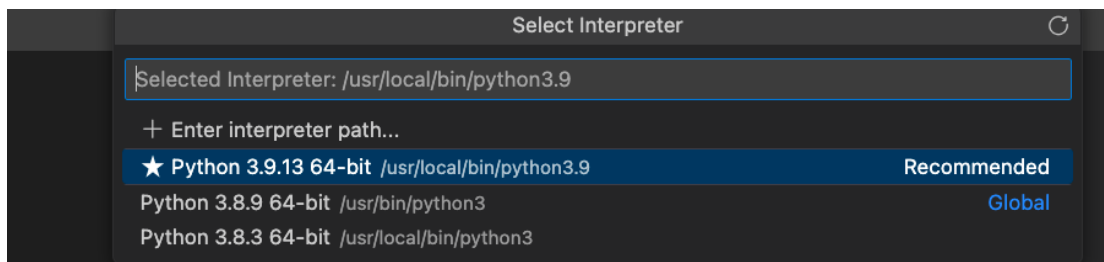 Select Interpreter
Selected Interpreter: /usr/local/bin/python3.9
+ Enter interpreter path...
★ Python 3.9.13 64-bit /usr/local/bin/python3.9 Recommended
Python 3.8.9 64-bit /usr/bin/python3 Global
Python 3.8.3 64-bit /usr/local/bin/python3